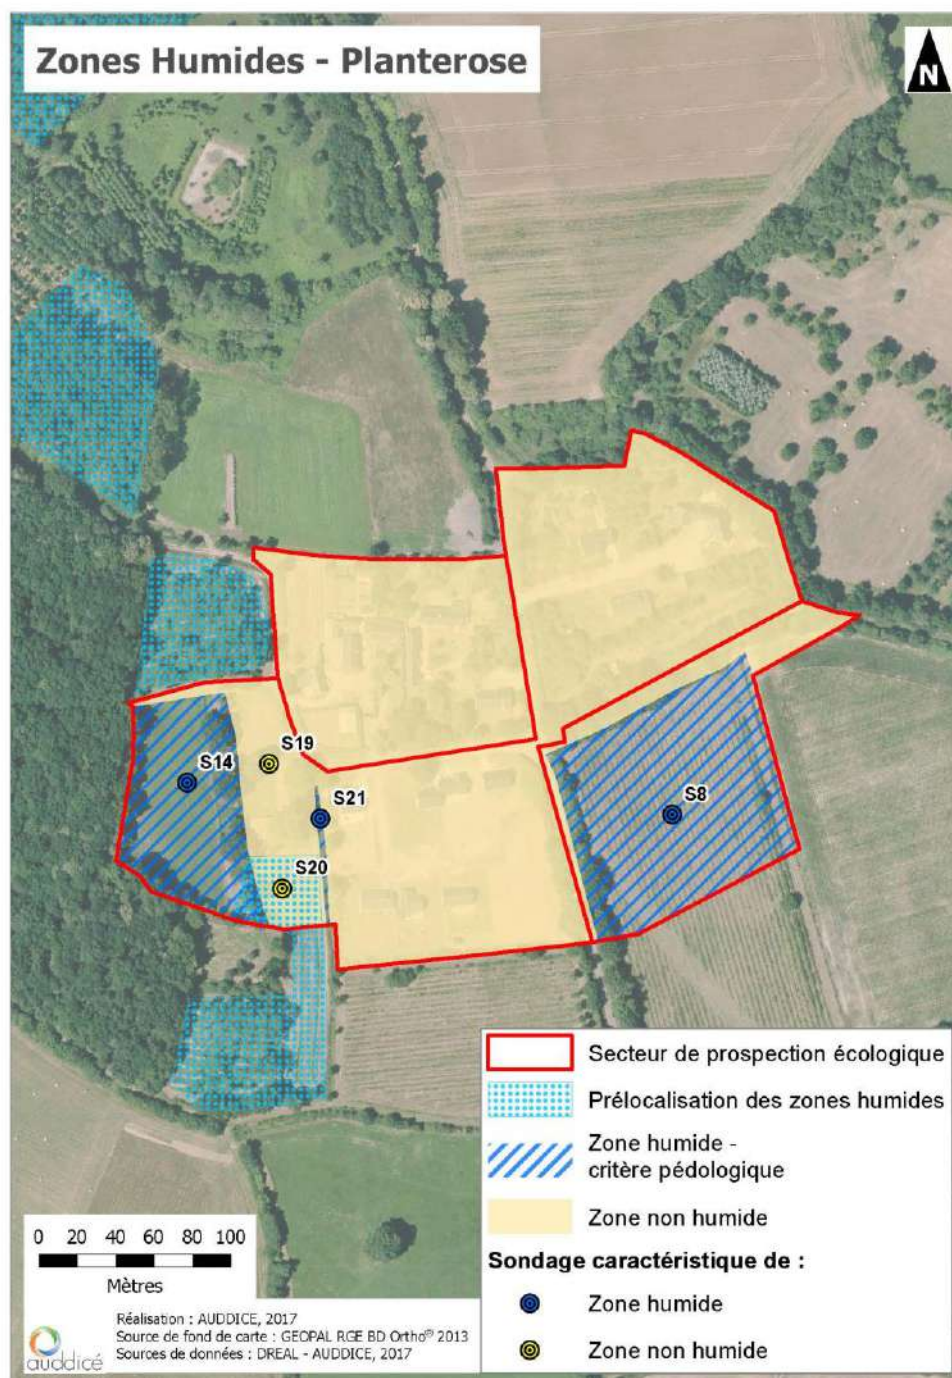 Zones Humides - Planterose
N
S19
S14
S21
S8
S20
Secteur de prospection écologique
Prélocalisation des zones humides
Zone humide -
critère pédologique
Zone non humide
Sondage caractéristique de :
Zone humide
Zone non humide
0 20 40 60 80 100
Mètres
Réalisation : AUDDICE, 2017
Source de fond de carte : GEOPAL RGE BD Ortho® 2013
Sources de données : DREAL - AUDDICE, 2017
auddicé